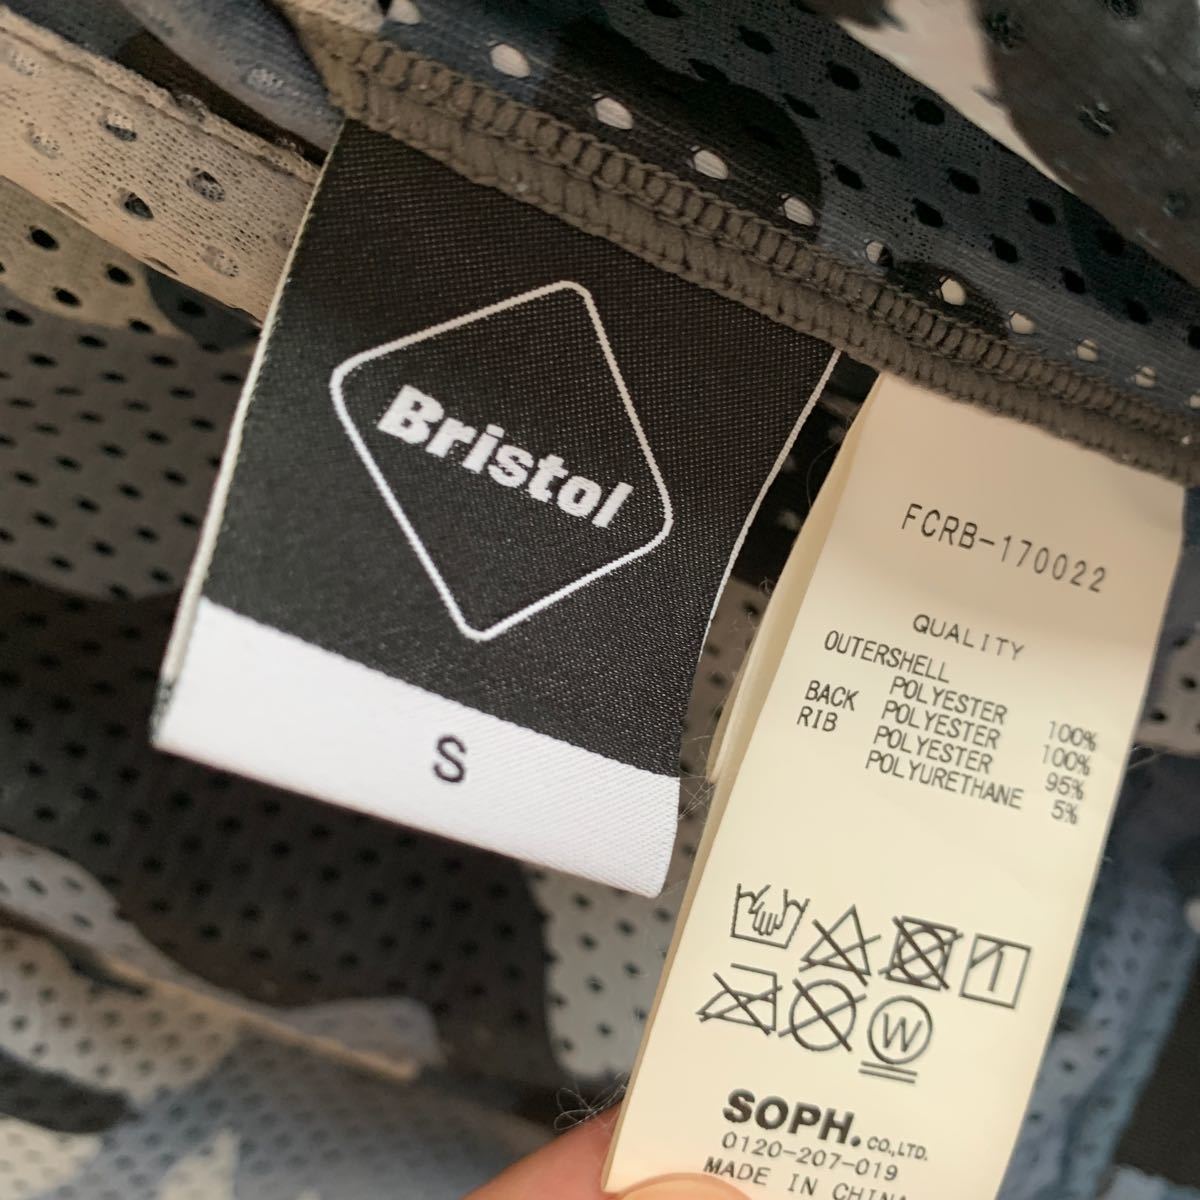 Bristol
S
FCRB-170022
QUALITY
OUTERSHELL
POLYESTER 100%
BACK POLYESTER 100%
RIB POLYESTER 95%
POLYURETHANE 5%
W
SOPH. CO.,LTD.
0120-207-019
MADE IN CHINA